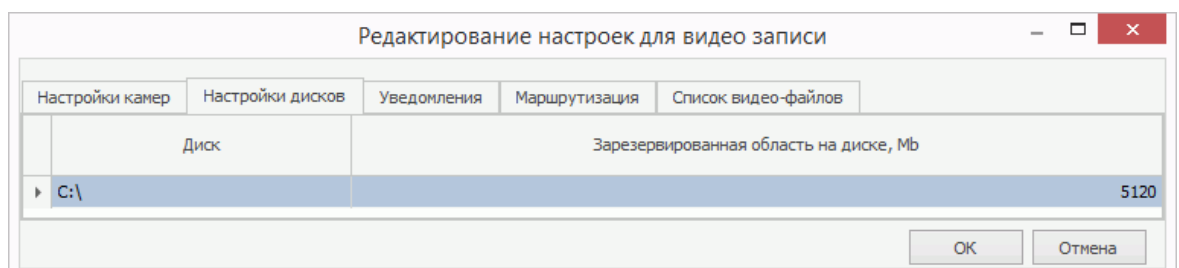 Редактирование настроек для видео записи
Настройки камер Настройки дисков Уведомления Маршрутизация Список видео-файлов
Диск Зарезервированная область на диске, Mb
C:\ 5120
OK Отмена